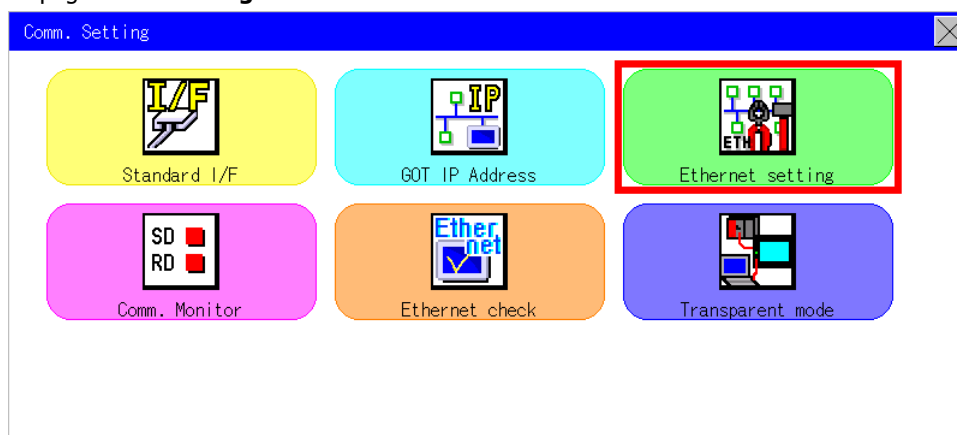 Comm. Setting
I/F
Standard I/F
IP
GOT IP Address
ETH
Ethernet setting
SD
RD
Comm. Monitor
Ether
net
Ethernet check
Transparent mode